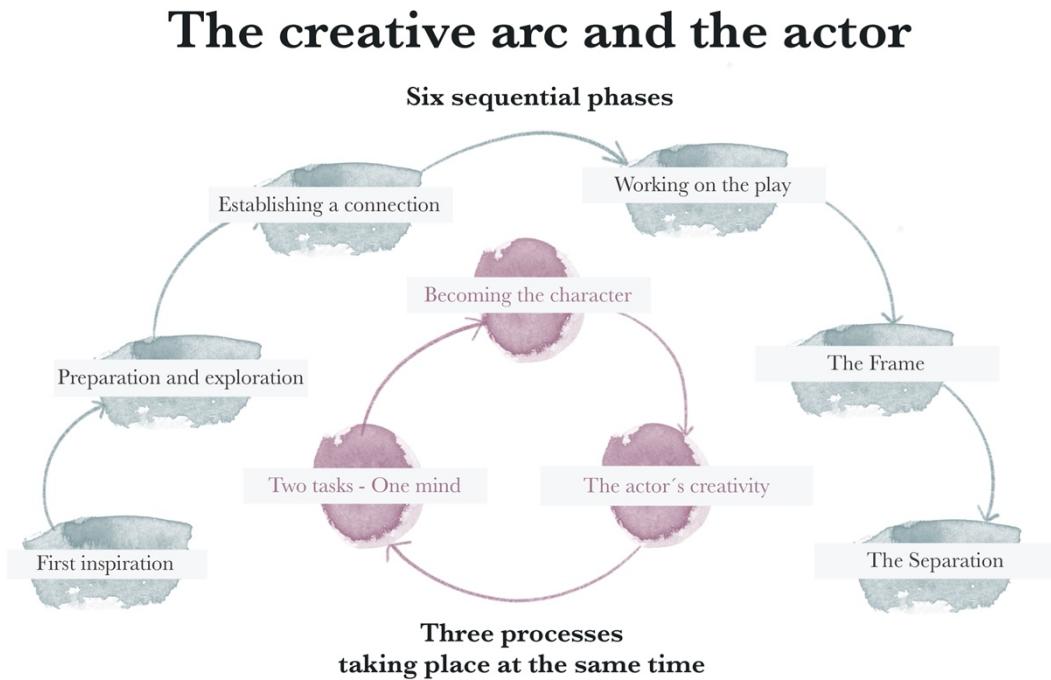 The creative arc and the actor
Six sequential phases
Establishing a connection
Working on the play
Becoming the character
Preparation and exploration
The Frame
Two tasks - One mind
The actor´s creativity
First inspiration
The Separation
Three processes
taking place at the same time